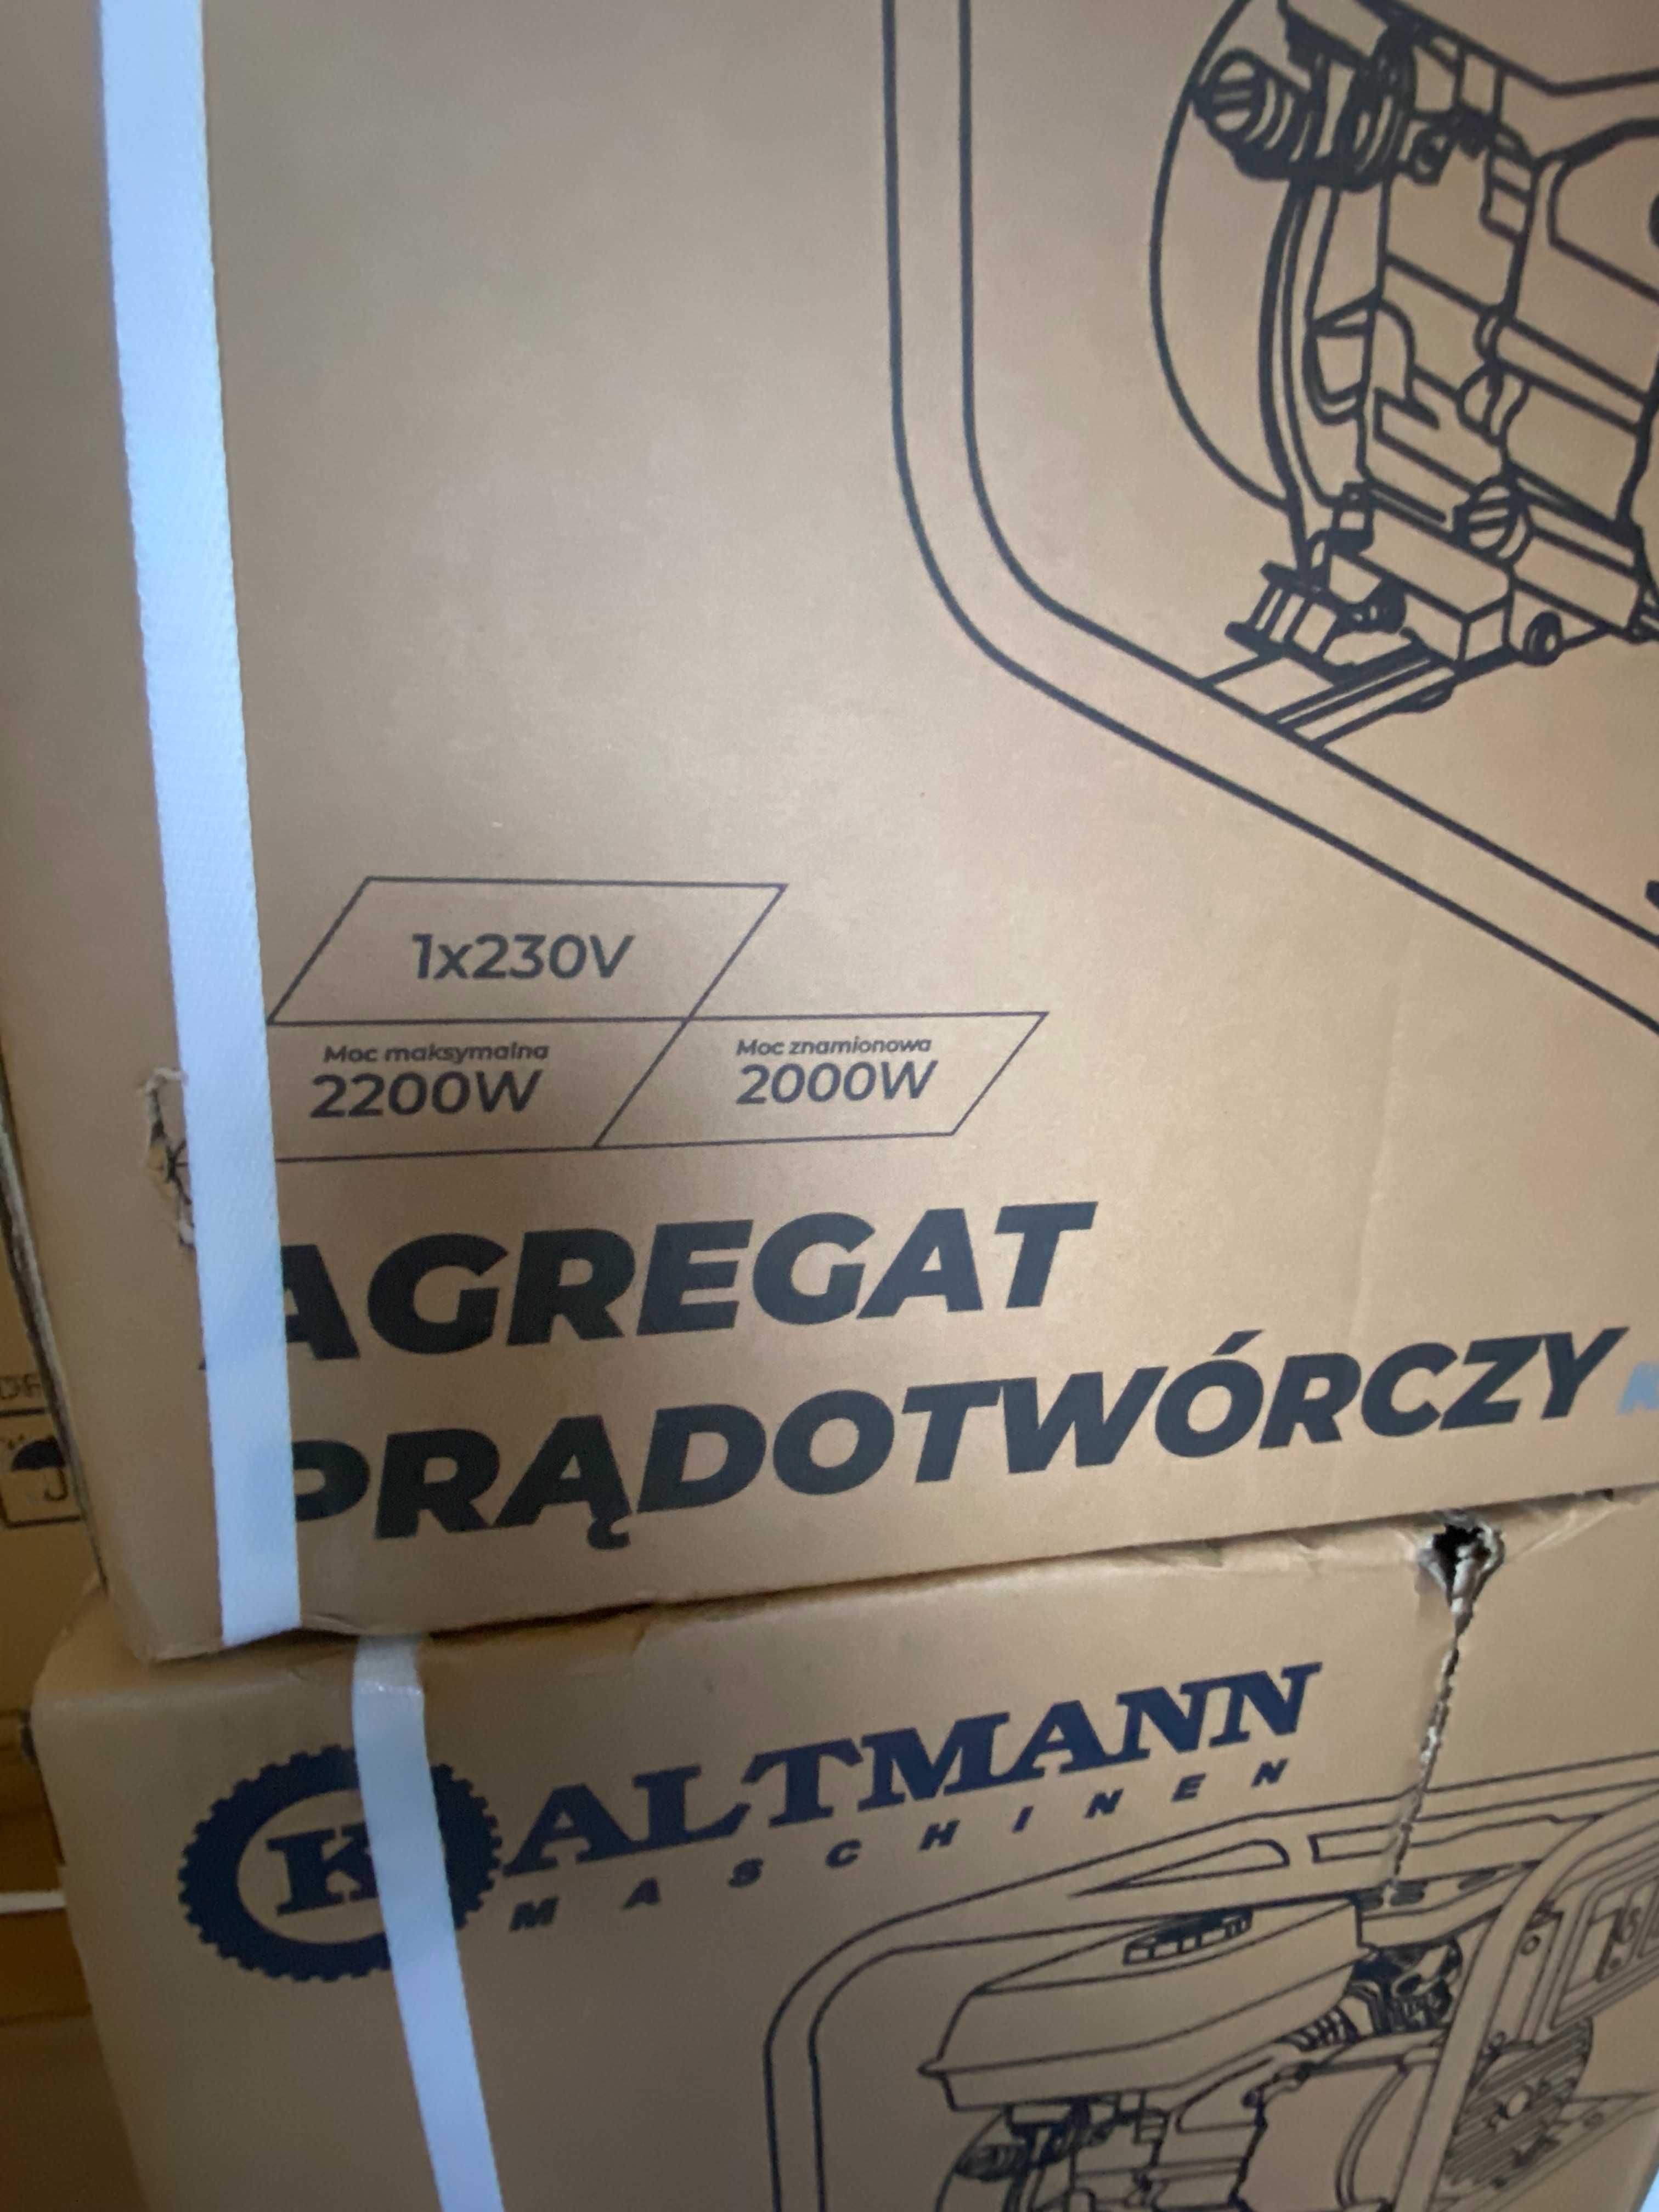 1x230V
Moc maksymalna
2200W
Moc znamionowa
2000W
AGREGAT
PRĄDOTWÓRCZY
KALTMANN
MASCHINEN